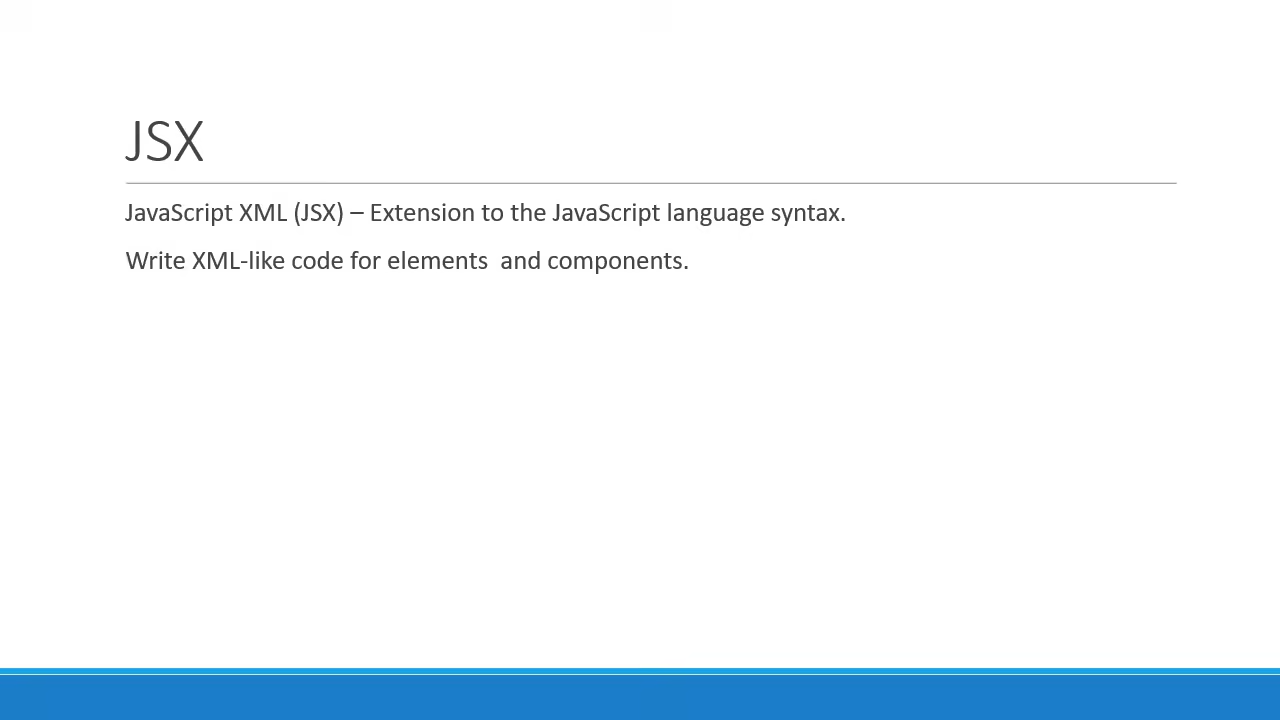 JSX
JavaScript XML (JSX) – Extension to the JavaScript language syntax.
Write XML-like code for elements  and components.